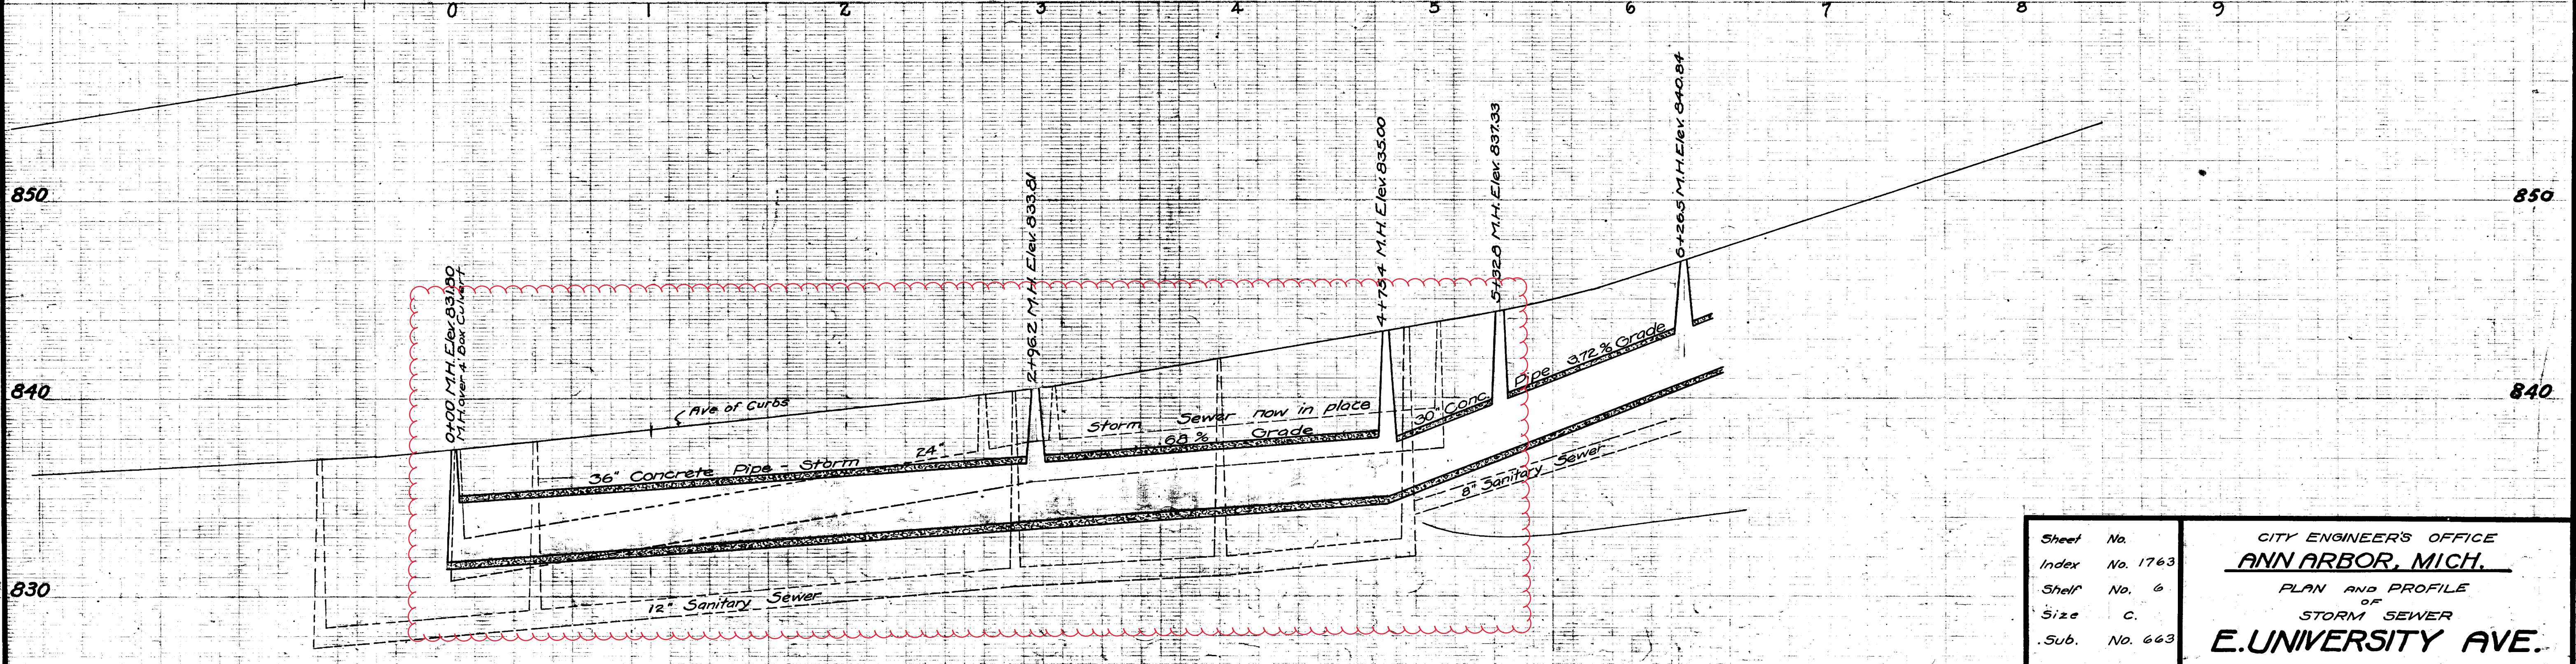 0 1 2 3 4 5 6 7 8 9
850
850
840
840
830
0+00 M.H. Elev. 831.80
M.H. over 4' Box Culvert
2+96.2 M.H. Elev. 833.81
4+75.4 M.H. Elev. 835.00
5+32.8 M.H. Elev. 837.33
6+26.5 M.H. Elev. 840.84
Ave of Curbs
36" Concrete Pipe - Storm
24"
Storm Sewer now in place
.68% Grade
30" Conc. Pipe
3.72% Grade
8" Sanitary Sewer
12" Sanitary Sewer
Sheet No.
Index No. 1763
Shelf No. 6
Size C.
Sub. No. 663
CITY ENGINEER'S OFFICE
ANN ARBOR, MICH.
PLAN AND PROFILE
OF
STORM SEWER
E. UNIVERSITY AVE.